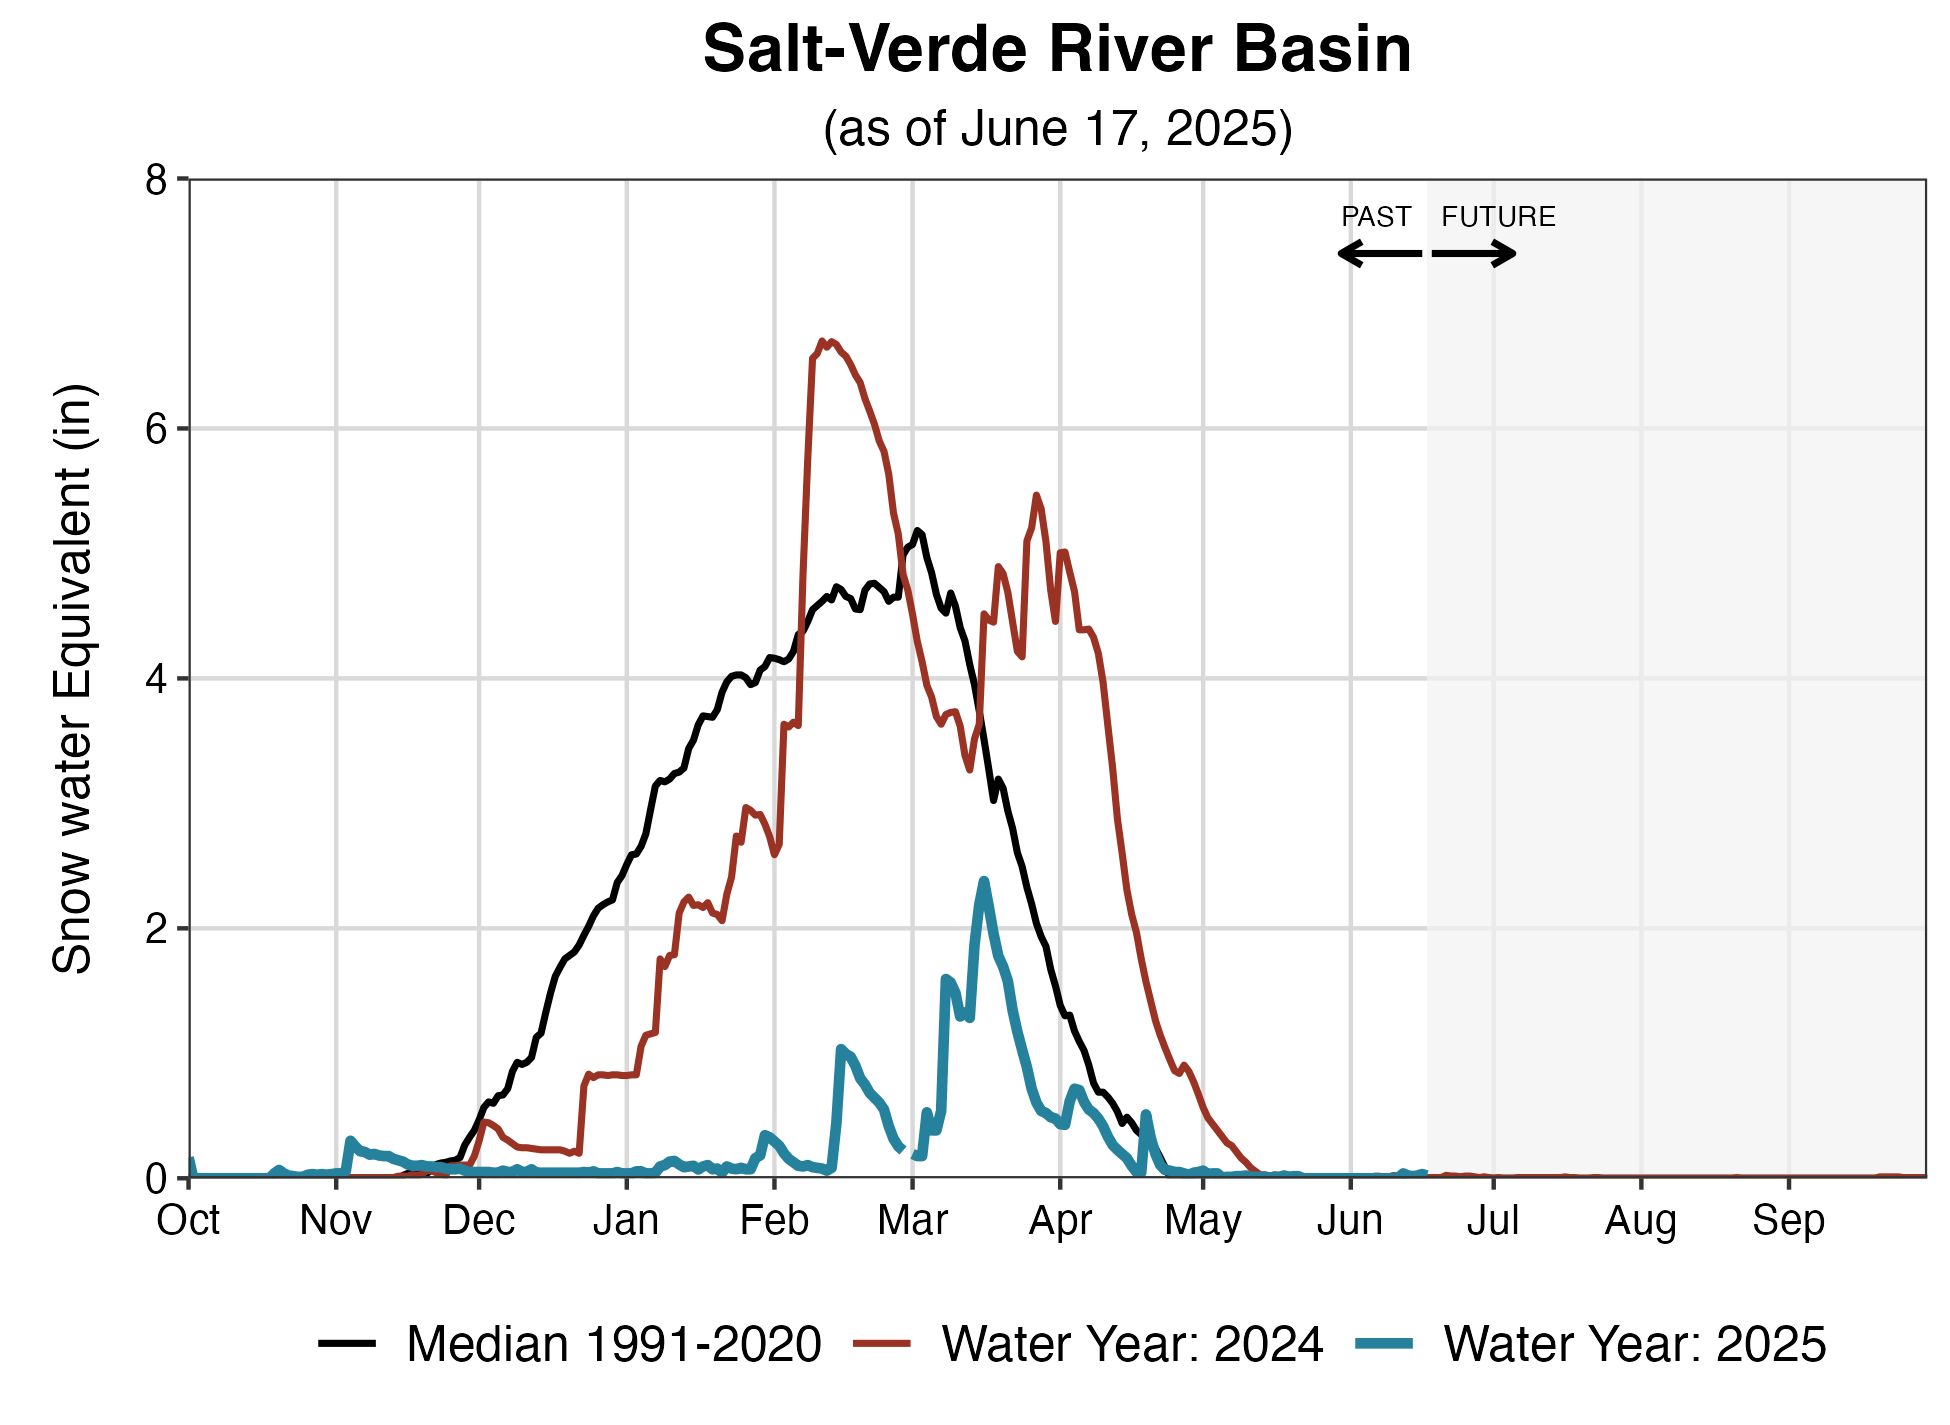 Salt-Verde River Basin
(as of June 17, 2025)
PAST FUTURE
Snow water Equivalent (in)
8
6
4
2
0
Oct Nov Dec Jan Feb Mar Apr May Jun Jul Aug Sep
Median 1991-2020 Water Year: 2024 Water Year: 2025